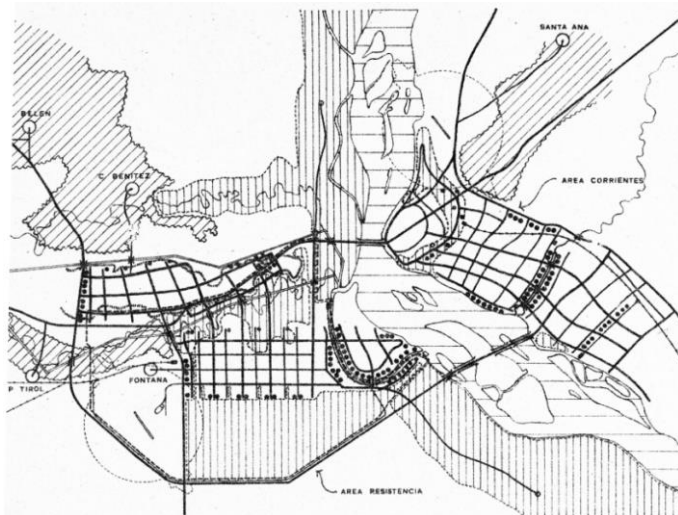 SANTA ANA
BELEN
C. BENITEZ
AREA CORRIENTES
P TIROL
FONTANA
AREA RESISTENCIA